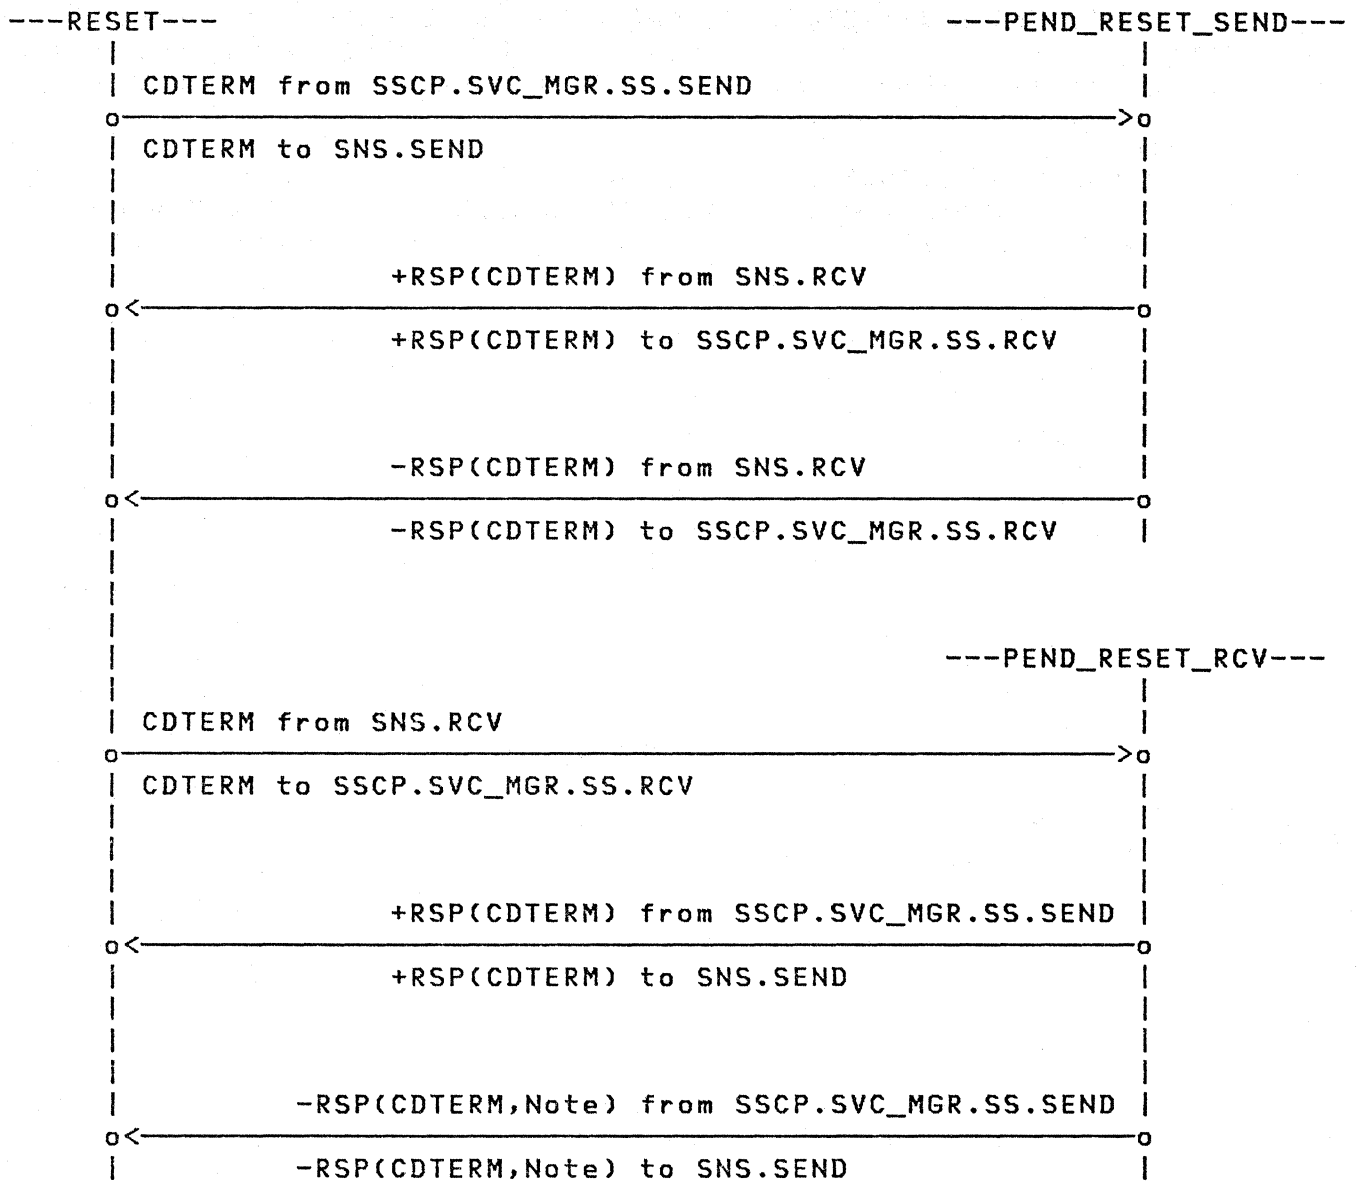 ---RESET--- ---PEND_RESET_SEND---
CDTERM from SSCP.SVC_MGR.SS.SEND
CDTERM to SNS.SEND
+RSP(CDTERM) from SNS.RCV
+RSP(CDTERM) to SSCP.SVC_MGR.SS.RCV
-RSP(CDTERM) from SNS.RCV
-RSP(CDTERM) to SSCP.SVC_MGR.SS.RCV
---PEND_RESET_RCV---
CDTERM from SNS.RCV
CDTERM to SSCP.SVC_MGR.SS.RCV
+RSP(CDTERM) from SSCP.SVC_MGR.SS.SEND
+RSP(CDTERM) to SNS.SEND
-RSP(CDTERM,Note) from SSCP.SVC_MGR.SS.SEND
-RSP(CDTERM,Note) to SNS.SEND